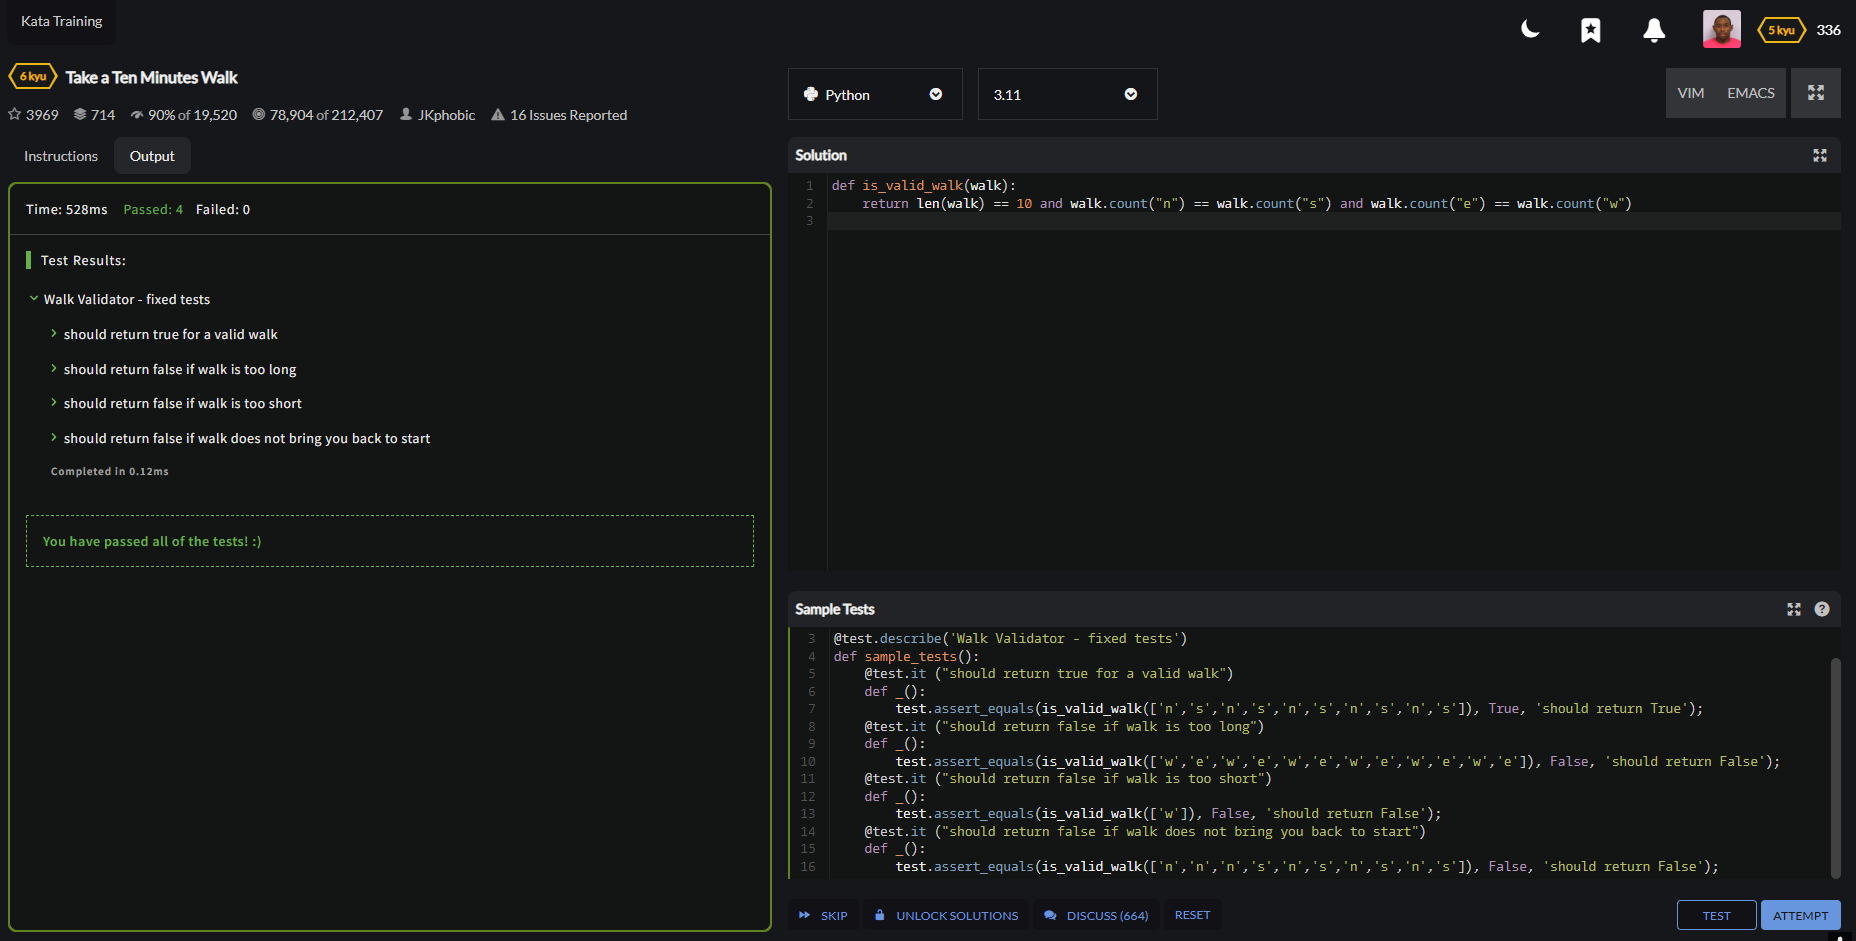 Kata Training
5 kyu 336
6 kyu Take a Ten Minutes Walk
3969 714 90% of 19,520 78,904 of 212,407 JKphobic 16 Issues Reported
Python 3.11 VIM EMACS
Instructions Output
Time: 528ms Passed: 4 Failed: 0
Test Results:
Walk Validator - fixed tests
should return true for a valid walk
should return false if walk is too long
should return false if walk is too short
should return false if walk does not bring you back to start
Completed in 0.12ms
You have passed all of the tests! :)
Solution
1 def is_valid_walk(walk):
2     return len(walk) == 10 and walk.count("n") == walk.count("s") and walk.count("e") == walk.count("w")
3
Sample Tests
3 @test.describe('Walk Validator - fixed tests')
4 def sample_tests():
5     @test.it ("should return true for a valid walk")
6     def _():
7         test.assert_equals(is_valid_walk(['n','s','n','s','n','s','n','s','n','s']), True, 'should return True');
8     @test.it ("should return false if walk is too long")
9     def _():
10         test.assert_equals(is_valid_walk(['w','e','w','e','w','e','w','e','w','e','w','e']), False, 'should return False');
11     @test.it ("should return false if walk is too short")
12     def _():
13         test.assert_equals(is_valid_walk(['w']), False, 'should return False');
14     @test.it ("should return false if walk does not bring you back to start")
15     def _():
16         test.assert_equals(is_valid_walk(['n','n','n','s','n','s','n','s','n','s']), False, 'should return False');
SKIP UNLOCK SOLUTIONS DISCUSS (664) RESET TEST ATTEMPT